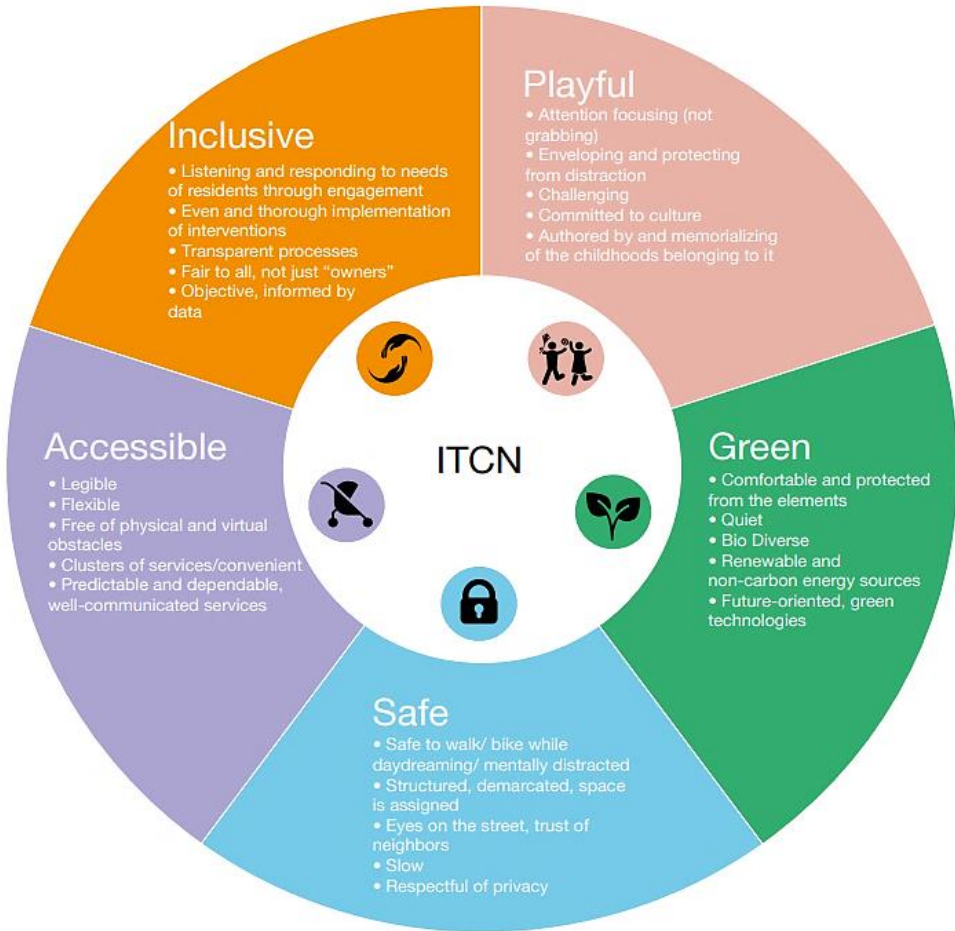 Inclusive
• Listening and responding to needs
of residents through engagement
• Even and thorough implementation
of interventions
• Transparent processes
• Fair to all, not just “owners”
• Objective, informed by
data
Playful
• Attention focusing (not
grabbing)
• Enveloping and protecting
from distraction
• Challenging
• Committed to culture
• Authored by and memorializing
of the childhoods belonging to it
Accessible
• Legible
• Flexible
• Free of physical and virtual
obstacles
• Clusters of services/convenient
• Predictable and dependable,
well-communicated services
ITCN
Green
• Comfortable and protected
from the elements
• Quiet
• Bio Diverse
• Renewable and
non-carbon energy sources
• Future-oriented, green
technologies
Safe
• Safe to walk/ bike while
daydreaming/ mentally distracted
• Structured, demarcated, space
is assigned
• Eyes on the street, trust of
neighbors
• Slow
• Respectful of privacy